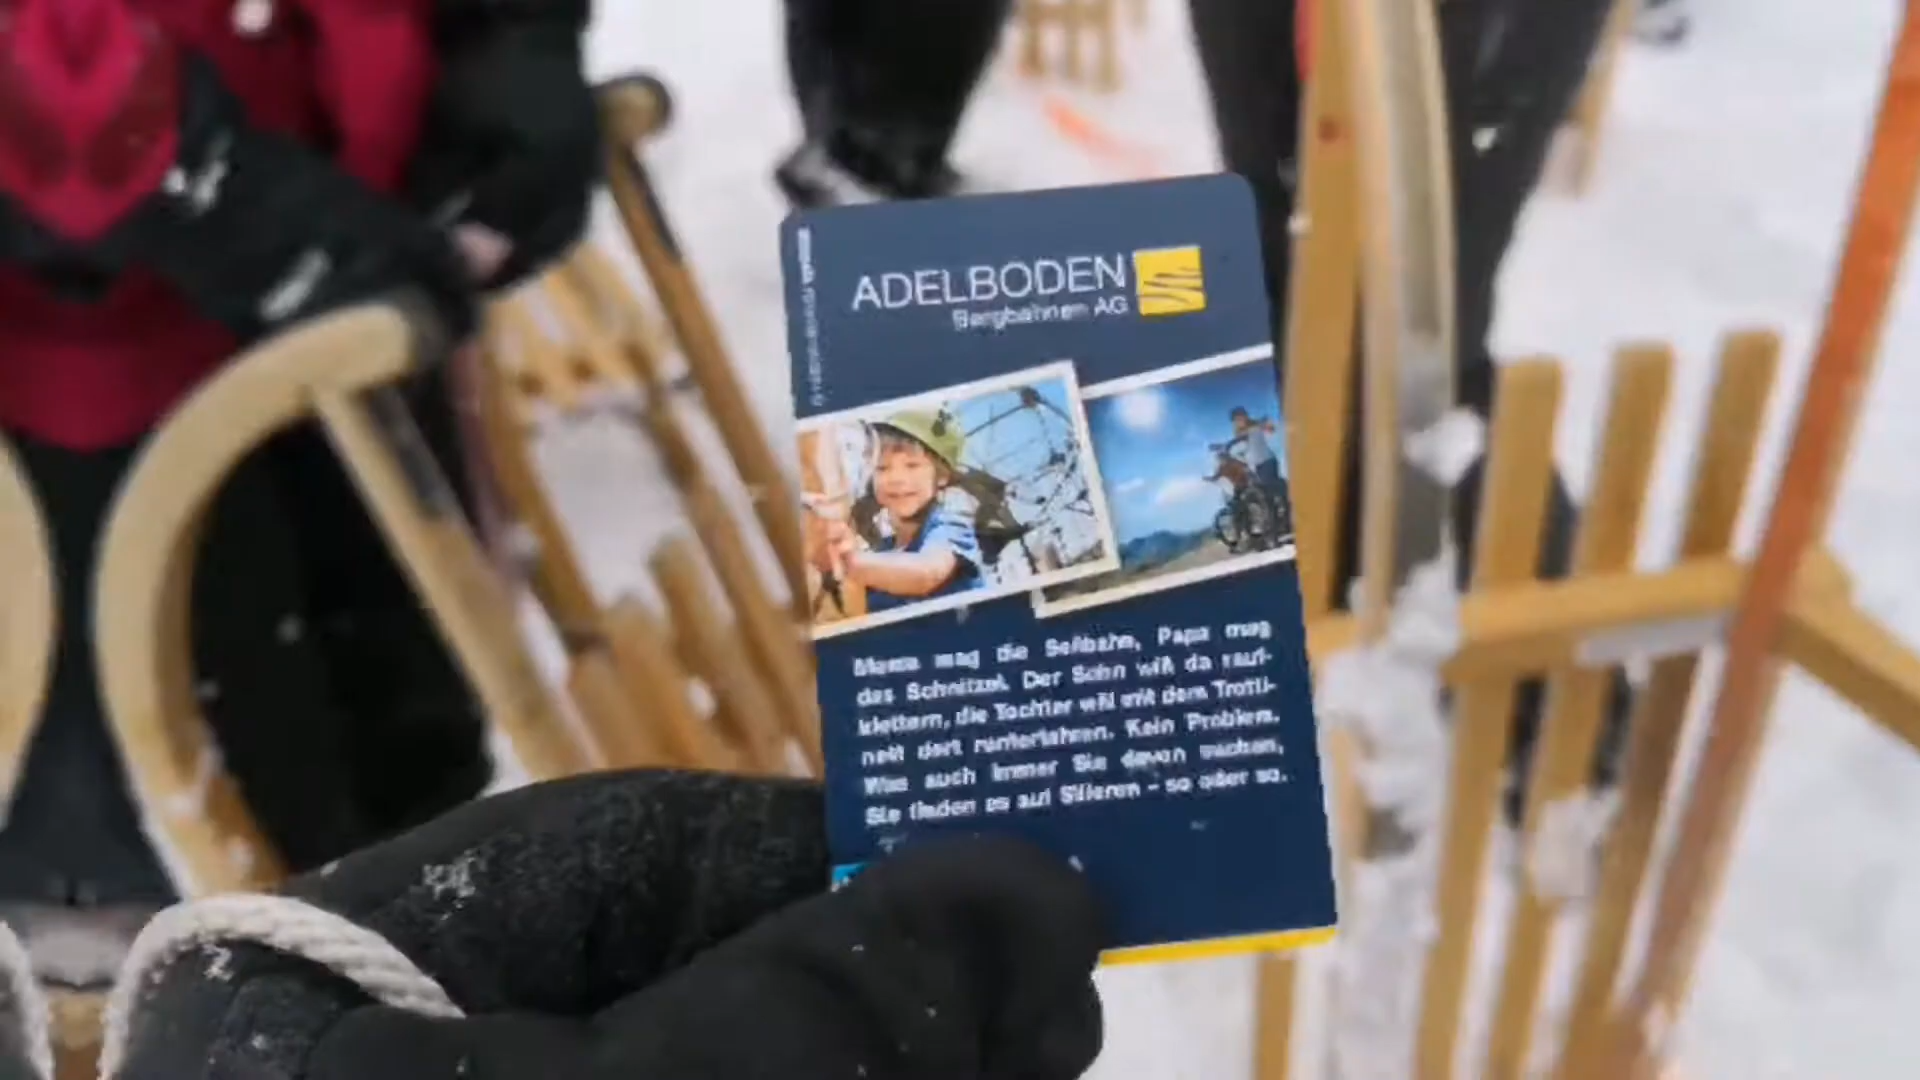 ADELBODEN
Bergbahnen AG
Mama mag die Seilbahn, Papa mag
das Schnitzel. Der Sohn will da rauf-
klettern, die Tochter will mit dem Trotti-
nett dort runterfahren. Kein Problem.
Was auch immer Sie davon suchen,
Sie finden es auf Silleren – so oder so.